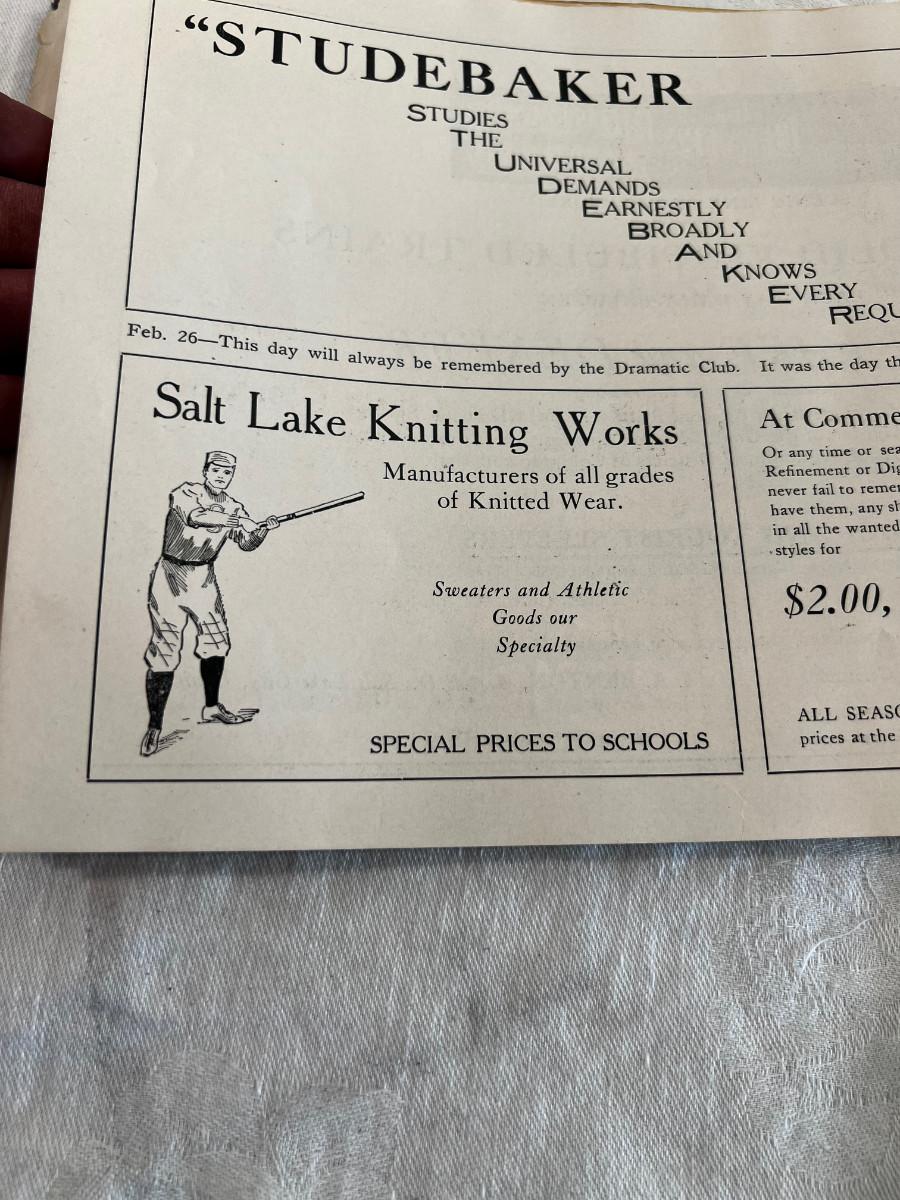 “STUDEBAKER
STUDIES
THE
UNIVERSAL
DEMANDS
EARNESTLY
BROADLY
AND
KNOWS
EVERY
REQU
Feb. 26—This day will always be remembered by the Dramatic Club. It was the day th
Salt Lake Knitting Works
Manufacturers of all grades
of Knitted Wear.
Sweaters and Athletic
Goods our
Specialty
SPECIAL PRICES TO SCHOOLS
At Comme
Or any time or sea
Refinement or Dig
never fail to remem
have them, any sh
in all the wanted
styles for
$2.00,
ALL SEASO
prices at the